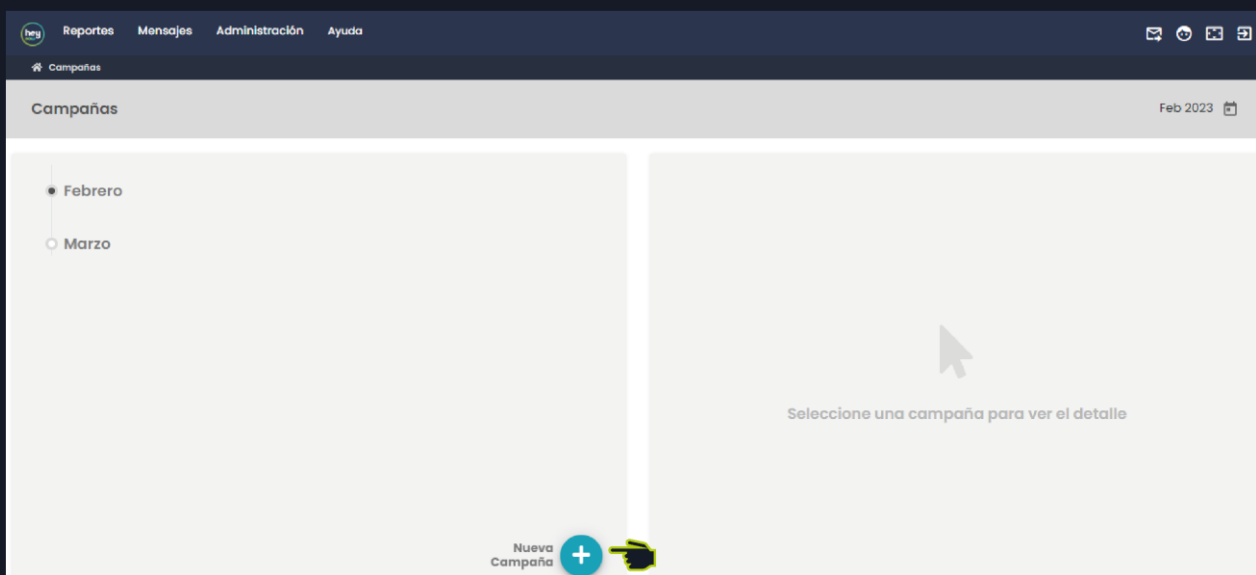 hey
Reportes Mensajes Administración Ayuda
Campañas
Campañas
Feb 2023
Febrero
Marzo
Seleccione una campaña para ver el detalle
Nueva
Campaña